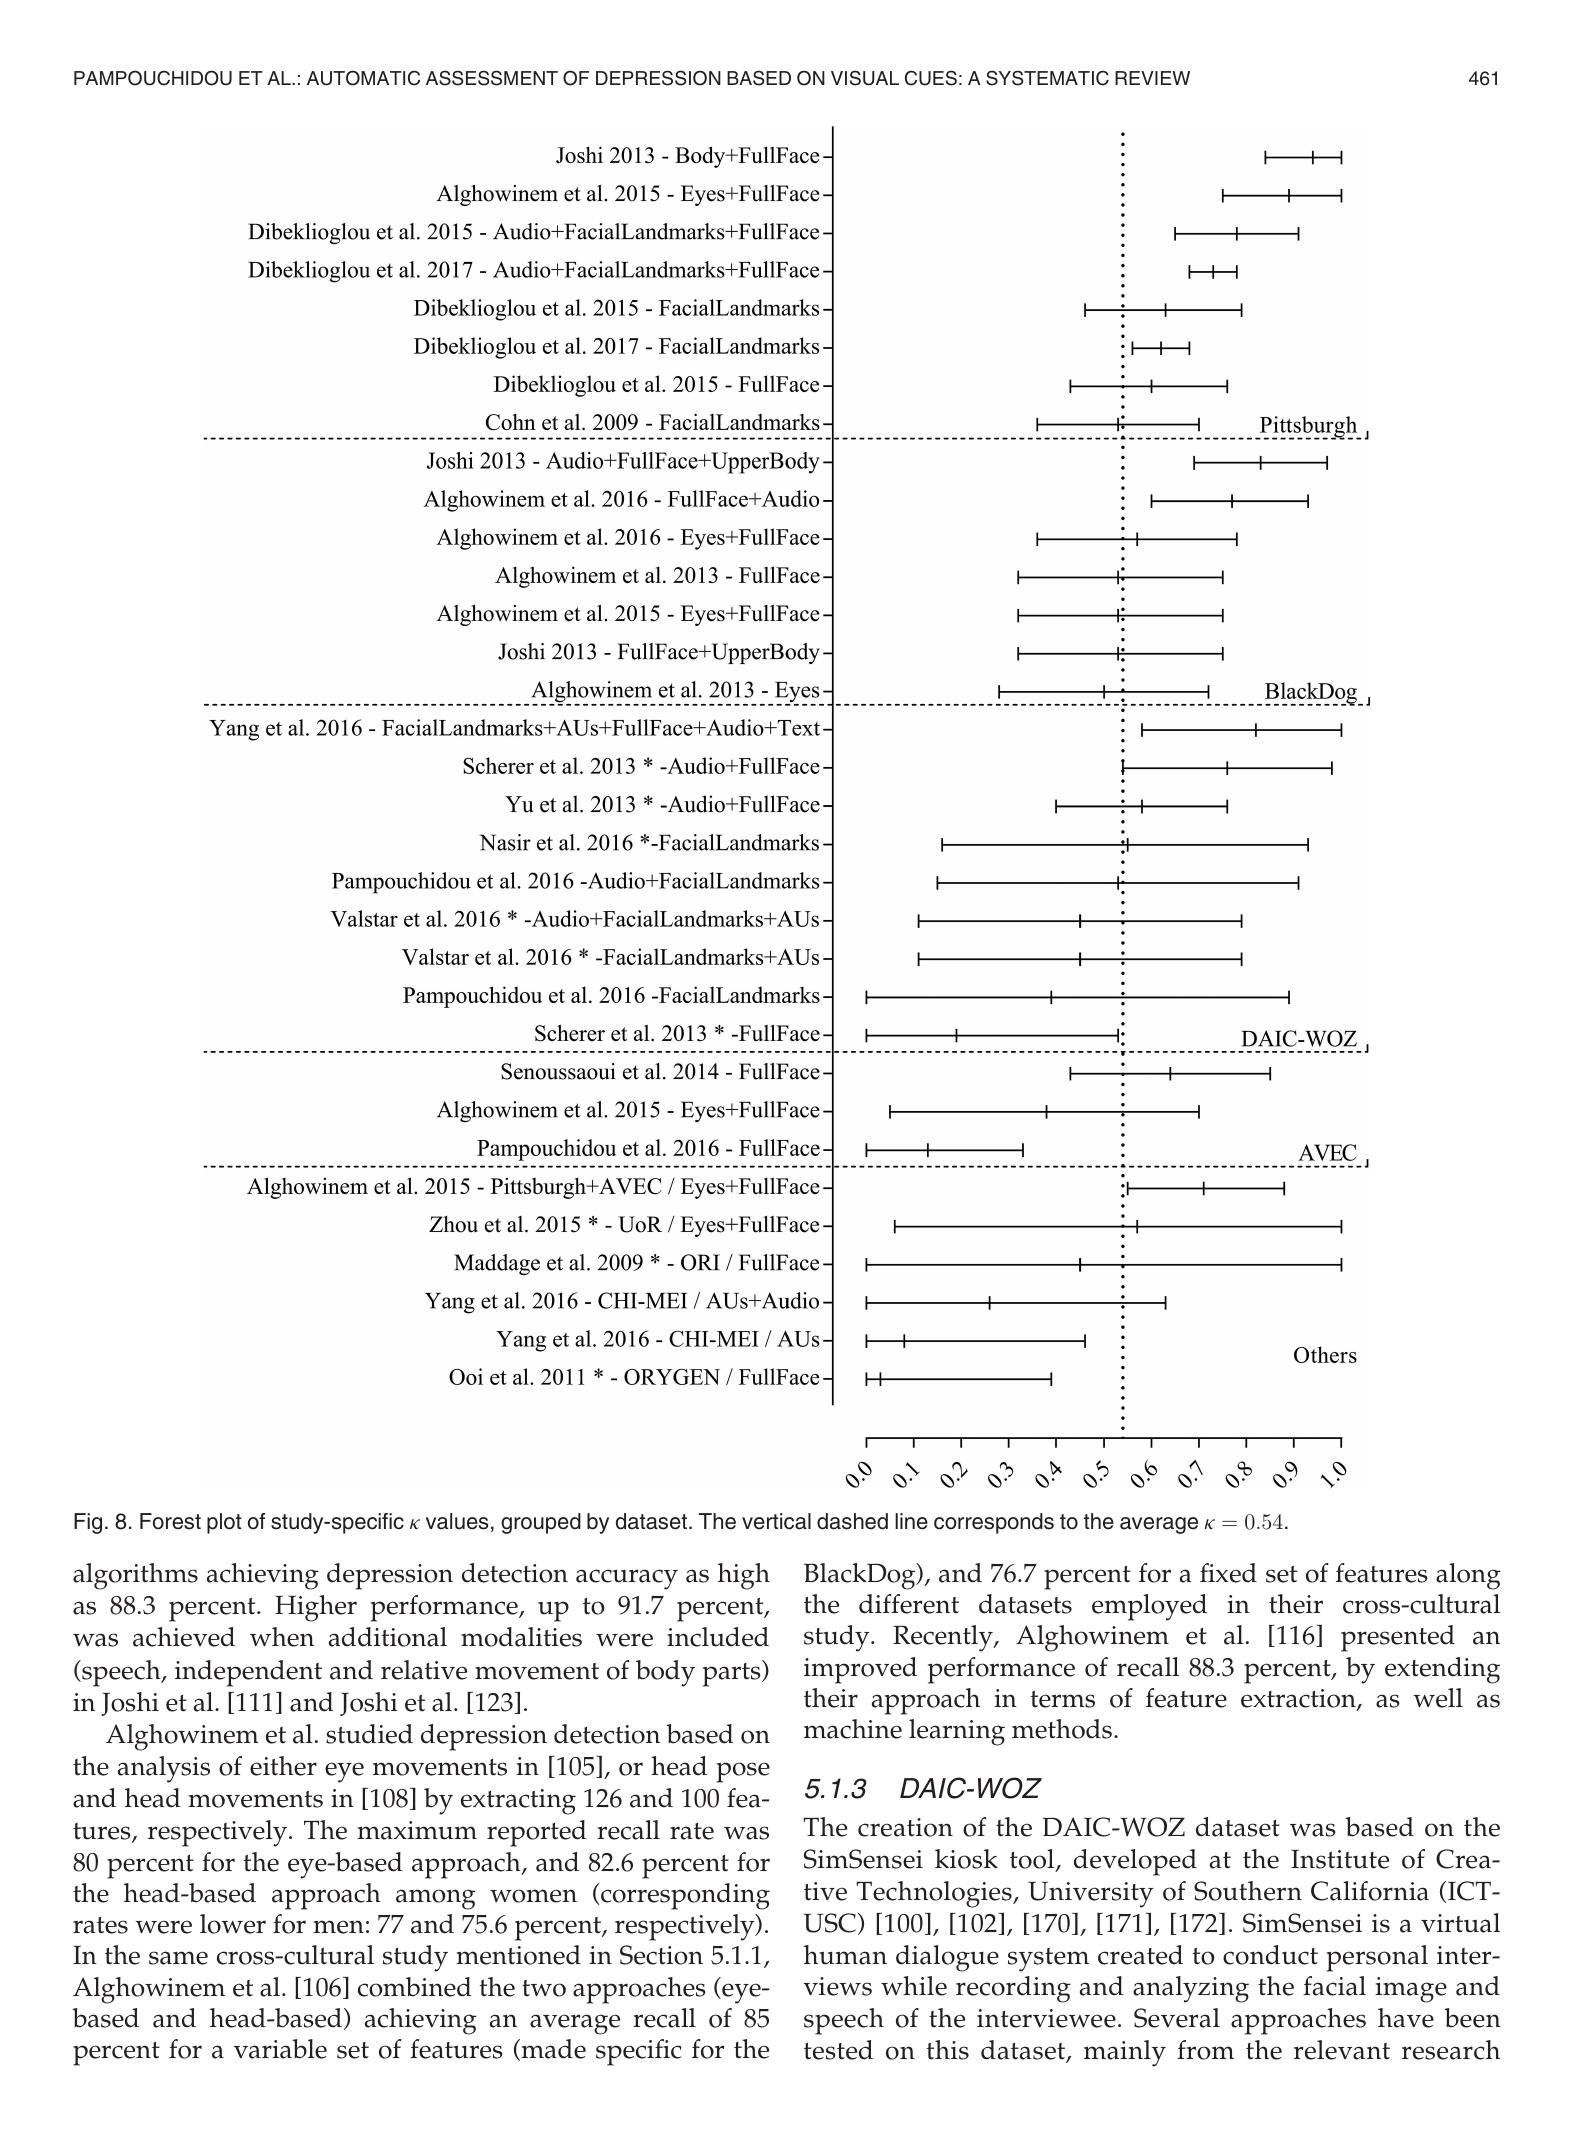 PAMPOUCHIDOU ET AL.: AUTOMATIC ASSESSMENT OF DEPRESSION BASED ON VISUAL CUES: A SYSTEMATIC REVIEW 461
Joshi 2013 - Body+FullFace
Alghowinem et al. 2015 - Eyes+FullFace
Dibeklioglou et al. 2015 - Audio+FacialLandmarks+FullFace
Dibeklioglou et al. 2017 - Audio+FacialLandmarks+FullFace
Dibeklioglou et al. 2015 - FacialLandmarks
Dibeklioglou et al. 2017 - FacialLandmarks
Dibeklioglou et al. 2015 - FullFace
Cohn et al. 2009 - FacialLandmarks Pittsburgh
Joshi 2013 - Audio+FullFace+UpperBody
Alghowinem et al. 2016 - FullFace+Audio
Alghowinem et al. 2016 - Eyes+FullFace
Alghowinem et al. 2013 - FullFace
Alghowinem et al. 2015 - Eyes+FullFace
Joshi 2013 - FullFace+UpperBody
Alghowinem et al. 2013 - Eyes BlackDog
Yang et al. 2016 - FacialLandmarks+AUs+FullFace+Audio+Text
Scherer et al. 2013 * -Audio+FullFace
Yu et al. 2013 * -Audio+FullFace
Nasir et al. 2016 *-FacialLandmarks
Pampouchidou et al. 2016 -Audio+FacialLandmarks
Valstar et al. 2016 * -Audio+FacialLandmarks+AUs
Valstar et al. 2016 * -FacialLandmarks+AUs
Pampouchidou et al. 2016 -FacialLandmarks
Scherer et al. 2013 * -FullFace DAIC-WOZ
Senoussaoui et al. 2014 - FullFace
Alghowinem et al. 2015 - Eyes+FullFace
Pampouchidou et al. 2016 - FullFace AVEC
Alghowinem et al. 2015 - Pittsburgh+AVEC / Eyes+FullFace
Zhou et al. 2015 * - UoR / Eyes+FullFace
Maddage et al. 2009 * - ORI / FullFace
Yang et al. 2016 - CHI-MEI / AUs+Audio
Yang et al. 2016 - CHI-MEI / AUs
Others
Ooi et al. 2011 * - ORYGEN / FullFace
0.0 0.1 0.2 0.3 0.4 0.5 0.6 0.7 0.8 0.9 1.0
Fig. 8. Forest plot of study-specific κ values, grouped by dataset. The vertical dashed line corresponds to the average κ = 0.54.
algorithms achieving depression detection accuracy as high
as 88.3 percent. Higher performance, up to 91.7 percent,
was achieved when additional modalities were included
(speech, independent and relative movement of body parts)
in Joshi et al. [111] and Joshi et al. [123].
Alghowinem et al. studied depression detection based on
the analysis of either eye movements in [105], or head pose
and head movements in [108] by extracting 126 and 100 fea-
tures, respectively. The maximum reported recall rate was
80 percent for the eye-based approach, and 82.6 percent for
the head-based approach among women (corresponding
rates were lower for men: 77 and 75.6 percent, respectively).
In the same cross-cultural study mentioned in Section 5.1.1,
Alghowinem et al. [106] combined the two approaches (eye-
based and head-based) achieving an average recall of 85
percent for a variable set of features (made specific for the
BlackDog), and 76.7 percent for a fixed set of features along
the different datasets employed in their cross-cultural
study. Recently, Alghowinem et al. [116] presented an
improved performance of recall 88.3 percent, by extending
their approach in terms of feature extraction, as well as
machine learning methods.
5.1.3 DAIC-WOZ
The creation of the DAIC-WOZ dataset was based on the
SimSensei kiosk tool, developed at the Institute of Crea-
tive Technologies, University of Southern California (ICT-
USC) [100], [102], [170], [171], [172]. SimSensei is a virtual
human dialogue system created to conduct personal inter-
views while recording and analyzing the facial image and
speech of the interviewee. Several approaches have been
tested on this dataset, mainly from the relevant research